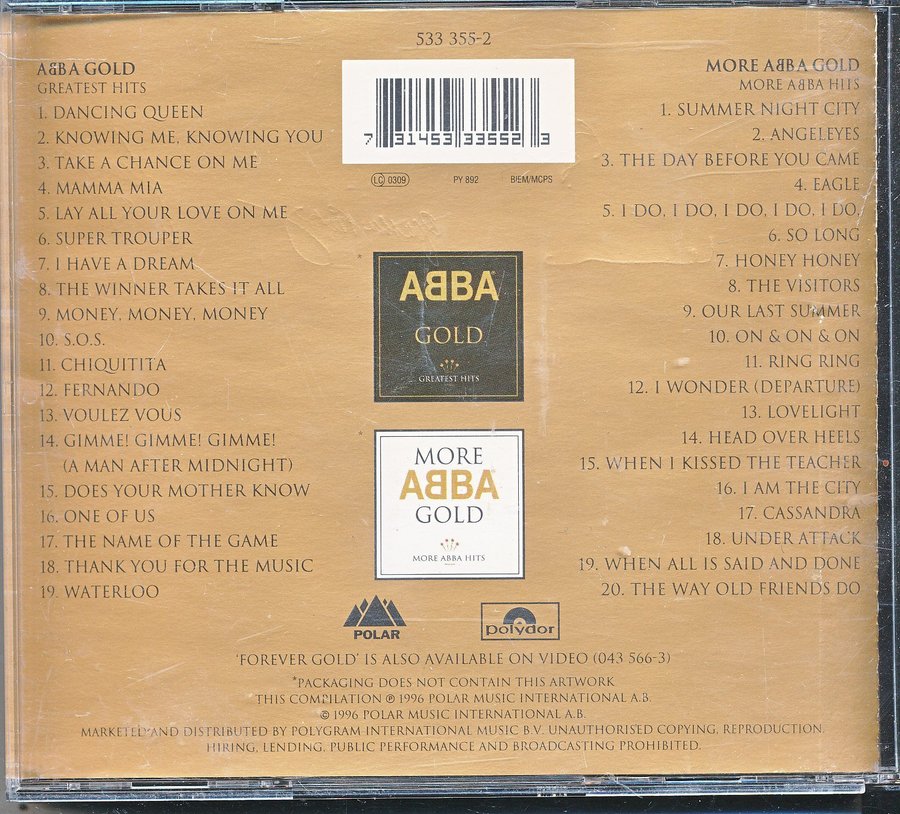 533 355-2
ABBA GOLD
GREATEST HITS
1. DANCING QUEEN
2. KNOWING ME, KNOWING YOU
3. TAKE A CHANCE ON ME
4. MAMMA MIA
5. LAY ALL YOUR LOVE ON ME
6. SUPER TROUPER
7. I HAVE A DREAM
8. THE WINNER TAKES IT ALL
9. MONEY, MONEY, MONEY
10. S.O.S.
11. CHIQUITITA
12. FERNANDO
13. VOULEZ VOUS
14. GIMME! GIMME! GIMME!
(A MAN AFTER MIDNIGHT)
15. DOES YOUR MOTHER KNOW
16. ONE OF US
17. THE NAME OF THE GAME
18. THANK YOU FOR THE MUSIC
19. WATERLOO
7 31453 33552 3
LC 0309 PY 892 BIEM/MCPS
*
ABBA
GOLD
GREATEST HITS
*
MORE
ABBA
GOLD
MORE ABBA HITS
MORE ABBA GOLD
MORE ABBA HITS
1. SUMMER NIGHT CITY
2. ANGELEYES
3. THE DAY BEFORE YOU CAME
4. EAGLE
5. I DO, I DO, I DO, I DO, I DO,
6. SO LONG
7. HONEY HONEY
8. THE VISITORS
9. OUR LAST SUMMER
10. ON & ON & ON
11. RING RING
12. I WONDER (DEPARTURE)
13. LOVELIGHT
14. HEAD OVER HEELS
15. WHEN I KISSED THE TEACHER
16. I AM THE CITY
17. CASSANDRA
18. UNDER ATTACK
19. WHEN ALL IS SAID AND DONE
20. THE WAY OLD FRIENDS DO
POLAR
polydor
'FOREVER GOLD' IS ALSO AVAILABLE ON VIDEO (043 566-3)
*PACKAGING DOES NOT CONTAIN THIS ARTWORK
THIS COMPILATION ℗ 1996 POLAR MUSIC INTERNATIONAL A.B.
© 1996 POLAR MUSIC INTERNATIONAL A.B.
MARKETED AND DISTRIBUTED BY POLYGRAM INTERNATIONAL MUSIC B.V. UNAUTHORISED COPYING, REPRODUCTION.
HIRING, LENDING, PUBLIC PERFORMANCE AND BROADCASTING PROHIBITED.